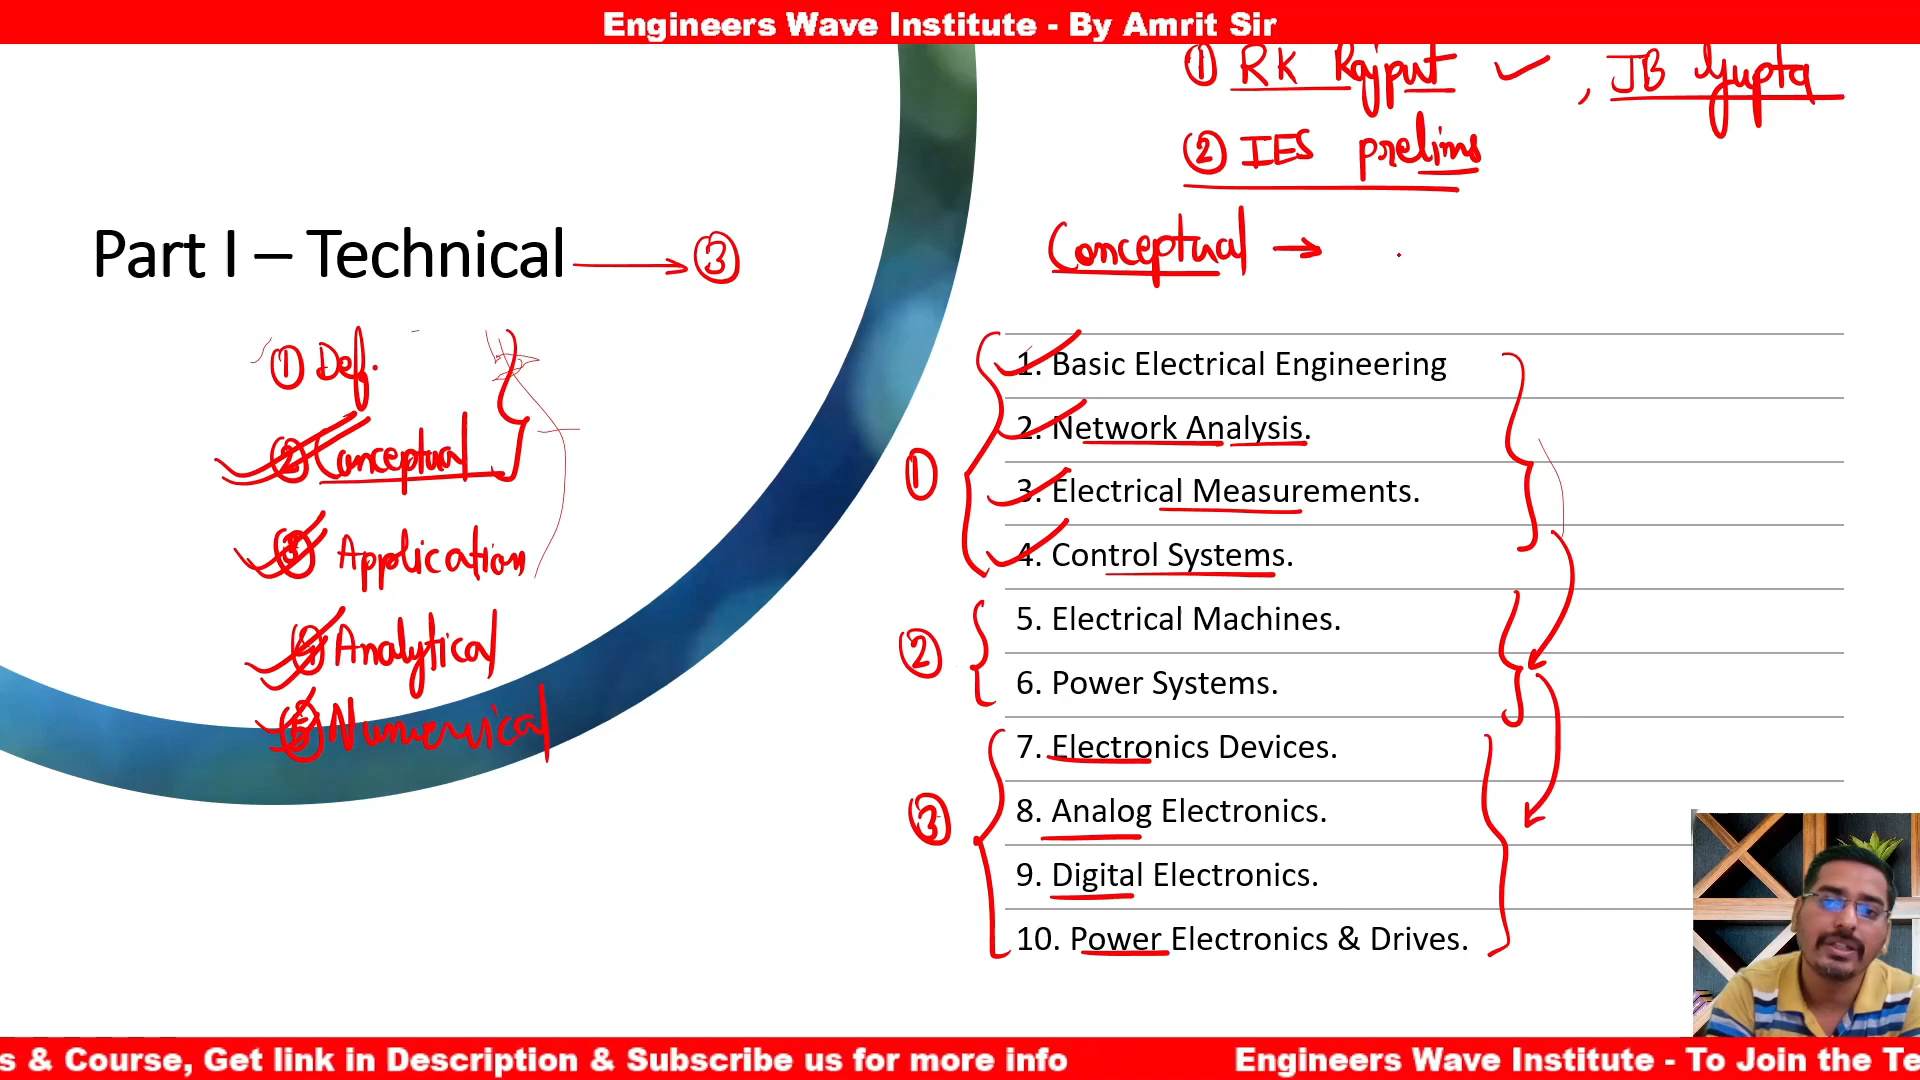 Engineers Wave Institute - By Amrit Sir
① RK Rajput ✓ , JB Gupta
② IES prelims
Part I – Technical → ③
Conceptual →
① Def.
② Conceptual
③ Application
④ Analytical
⑤ Numerical
①
1. Basic Electrical Engineering
2. Network Analysis.
3. Electrical Measurements.
4. Control Systems.
②
5. Electrical Machines.
6. Power Systems.
③
7. Electronics Devices.
8. Analog Electronics.
9. Digital Electronics.
10. Power Electronics & Drives.
s & Course, Get link in Description & Subscribe us for more info Engineers Wave Institute - To Join the Te